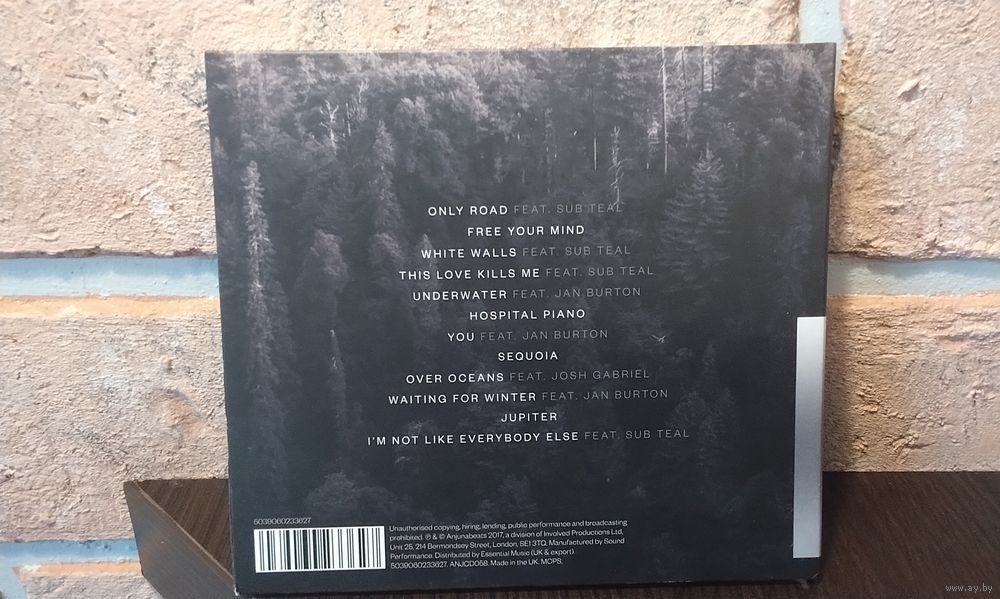 ONLY ROAD FEAT. SUB TEAL
FREE YOUR MIND
WHITE WALLS FEAT. SUB TEAL
THIS LOVE KILLS ME FEAT. SUB TEAL
UNDERWATER FEAT. JAN BURTON
HOSPITAL PIANO
YOU FEAT. JAN BURTON
SEQUOIA
OVER OCEANS FEAT. JOSH GABRIEL
WAITING FOR WINTER FEAT. JAN BURTON
JUPITER
I'M NOT LIKE EVERYBODY ELSE FEAT. SUB TEAL
5039060233627
Unauthorised copying, hiring, lending, public performance and broadcasting
prohibited. ℗ & © Anjunabeats 2017, a division of Involved Productions Ltd,
Unit 25, 214 Bermondsey Street, London, SE1 3TQ. Manufactured by Sound
Performance. Distributed by Essential Music (UK & export).
5039060233627. ANJCD058. Made in the UK. MCPS.
www.ay.by